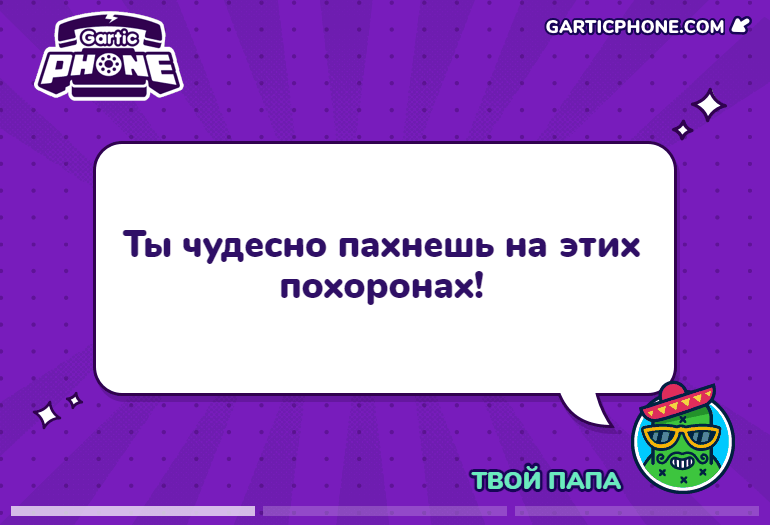 Gartic
PHONE
GARTICPHONE.COM
Ты чудесно пахнешь на этих
похоронах!
ТВОЙ ПАПА